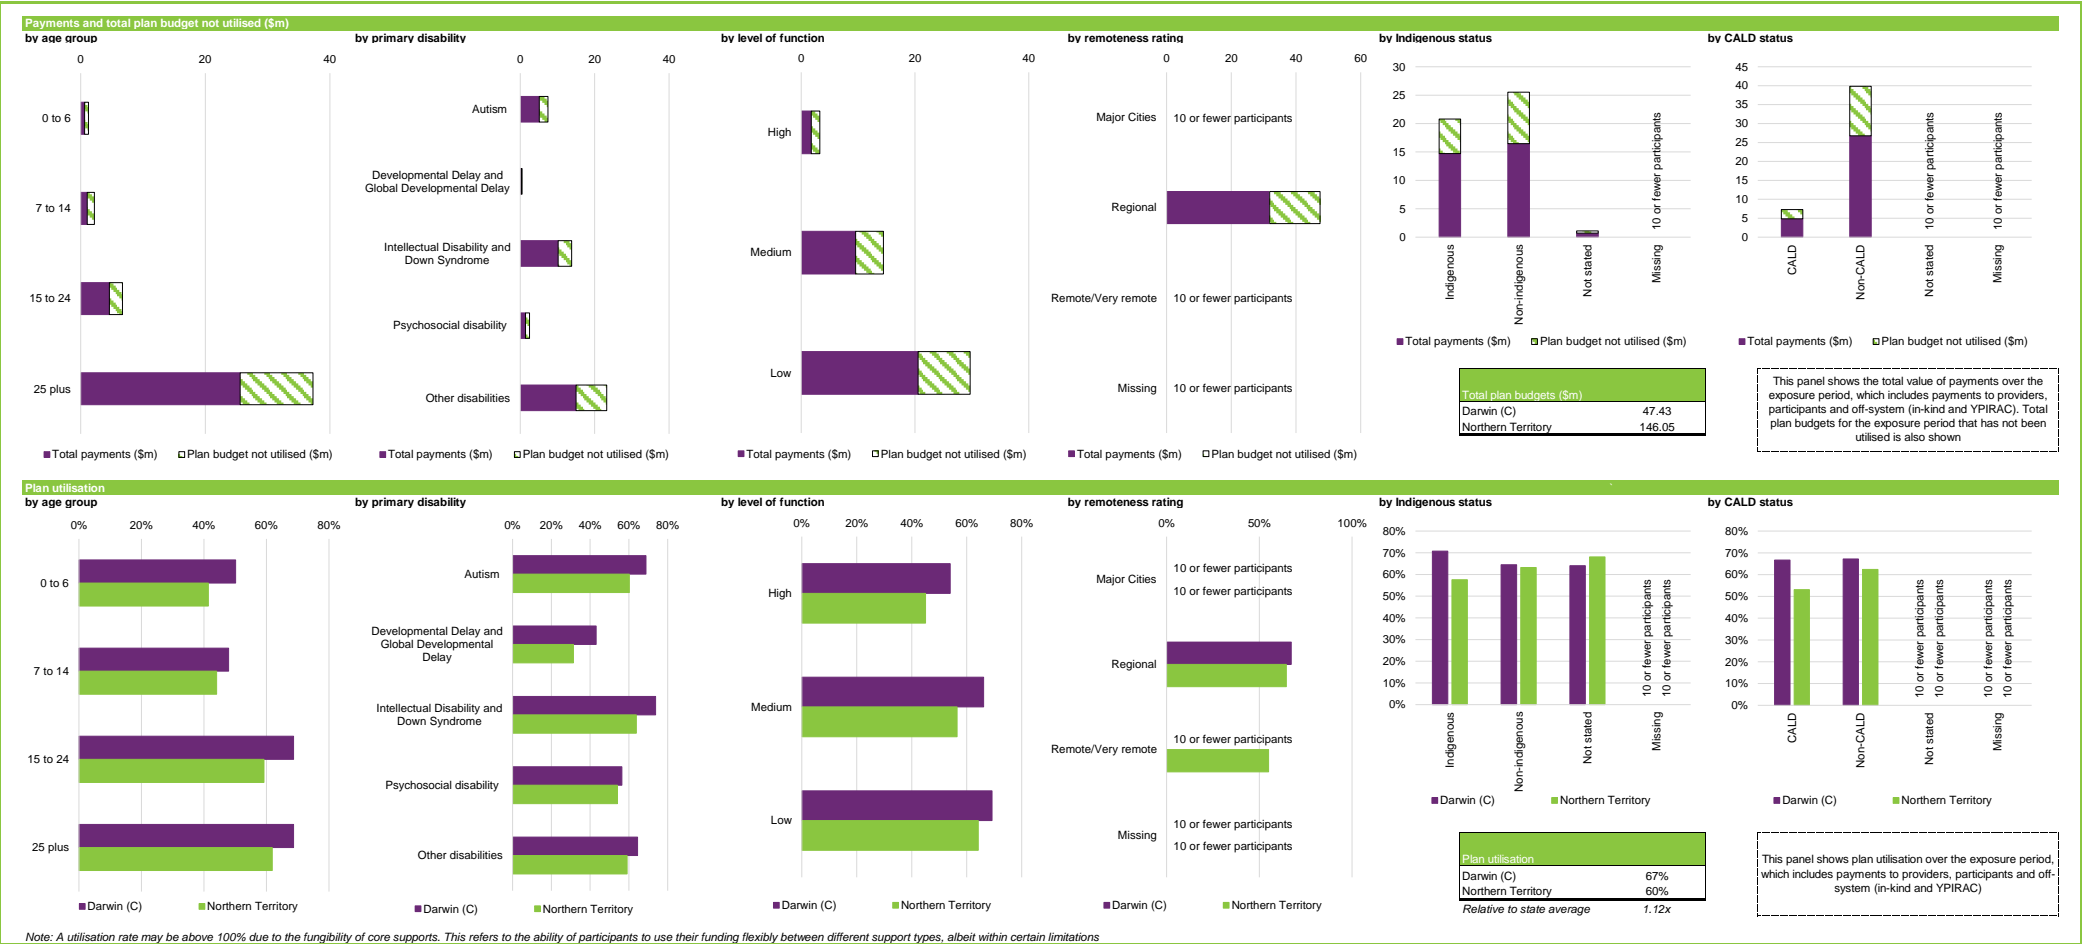 Payments and total plan budget not utilised ($m)
by age group
0 20 40
0 to 6
7 to 14
15 to 24
25 plus
Total payments ($m) Plan budget not utilised ($m)
by primary disability
0 20 40
Autism
Developmental Delay and
Global Developmental Delay
Intellectual Disability and
Down Syndrome
Psychosocial disability
Other disabilities
Total payments ($m) Plan budget not utilised ($m)
by level of function
0 20 40
High
Medium
Low
Total payments ($m) Plan budget not utilised ($m)
by remoteness rating
0 20 40 60
Major Cities 10 or fewer participants
Regional
Remote/Very remote 10 or fewer participants
Missing 10 or fewer participants
Total payments ($m) Plan budget not utilised ($m)
by Indigenous status
30
25
20
15
10
5
0
10 or fewer participants
Indigenous
Non-indigenous
Not stated
Missing
Total payments ($m) Plan budget not utilised ($m)
Total plan budgets ($m)
Darwin (C) 47.43
Northern Territory 146.05
by CALD status
45
40
35
30
25
20
15
10
5
0
10 or fewer participants
10 or fewer participants
CALD
Non-CALD
Not stated
Missing
Total payments ($m) Plan budget not utilised ($m)
This panel shows the total value of payments over the
exposure period, which includes payments to providers,
participants and off-system (in-kind and YPIRAC). Total
plan budgets for the exposure period that has not been
utilised is also shown
Plan utilisation
by age group
0% 20% 40% 60% 80%
0 to 6
7 to 14
15 to 24
25 plus
Darwin (C) Northern Territory
by primary disability
0% 20% 40% 60% 80%
Autism
Developmental Delay and
Global Developmental
Delay
Intellectual Disability and
Down Syndrome
Psychosocial disability
Other disabilities
Darwin (C) Northern Territory
by level of function
0% 20% 40% 60% 80%
High
Medium
Low
Darwin (C) Northern Territory
by remoteness rating
0% 50% 100%
Major Cities
10 or fewer participants
10 or fewer participants
Regional
Remote/Very remote
10 or fewer participants
Missing
10 or fewer participants
10 or fewer participants
Darwin (C) Northern Territory
by Indigenous status
80%
70%
60%
50%
40%
30%
20%
10%
0%
10 or fewer participants
10 or fewer participants
Indigenous
Non-indigenous
Not stated
Missing
Darwin (C) Northern Territory
Plan utilisation
Darwin (C) 67%
Northern Territory 60%
Relative to state average 1.12x
by CALD status
80%
70%
60%
50%
40%
30%
20%
10%
0%
10 or fewer participants
10 or fewer participants
10 or fewer participants
10 or fewer participants
CALD
Non-CALD
Not stated
Missing
Darwin (C) Northern Territory
This panel shows plan utilisation over the exposure period,
which includes payments to providers, participants and off-
system (in-kind and YPIRAC)
Note: A utilisation rate may be above 100% due to the fungibility of core supports. This refers to the ability of participants to use their funding flexibly between different support types, albeit within certain limitations